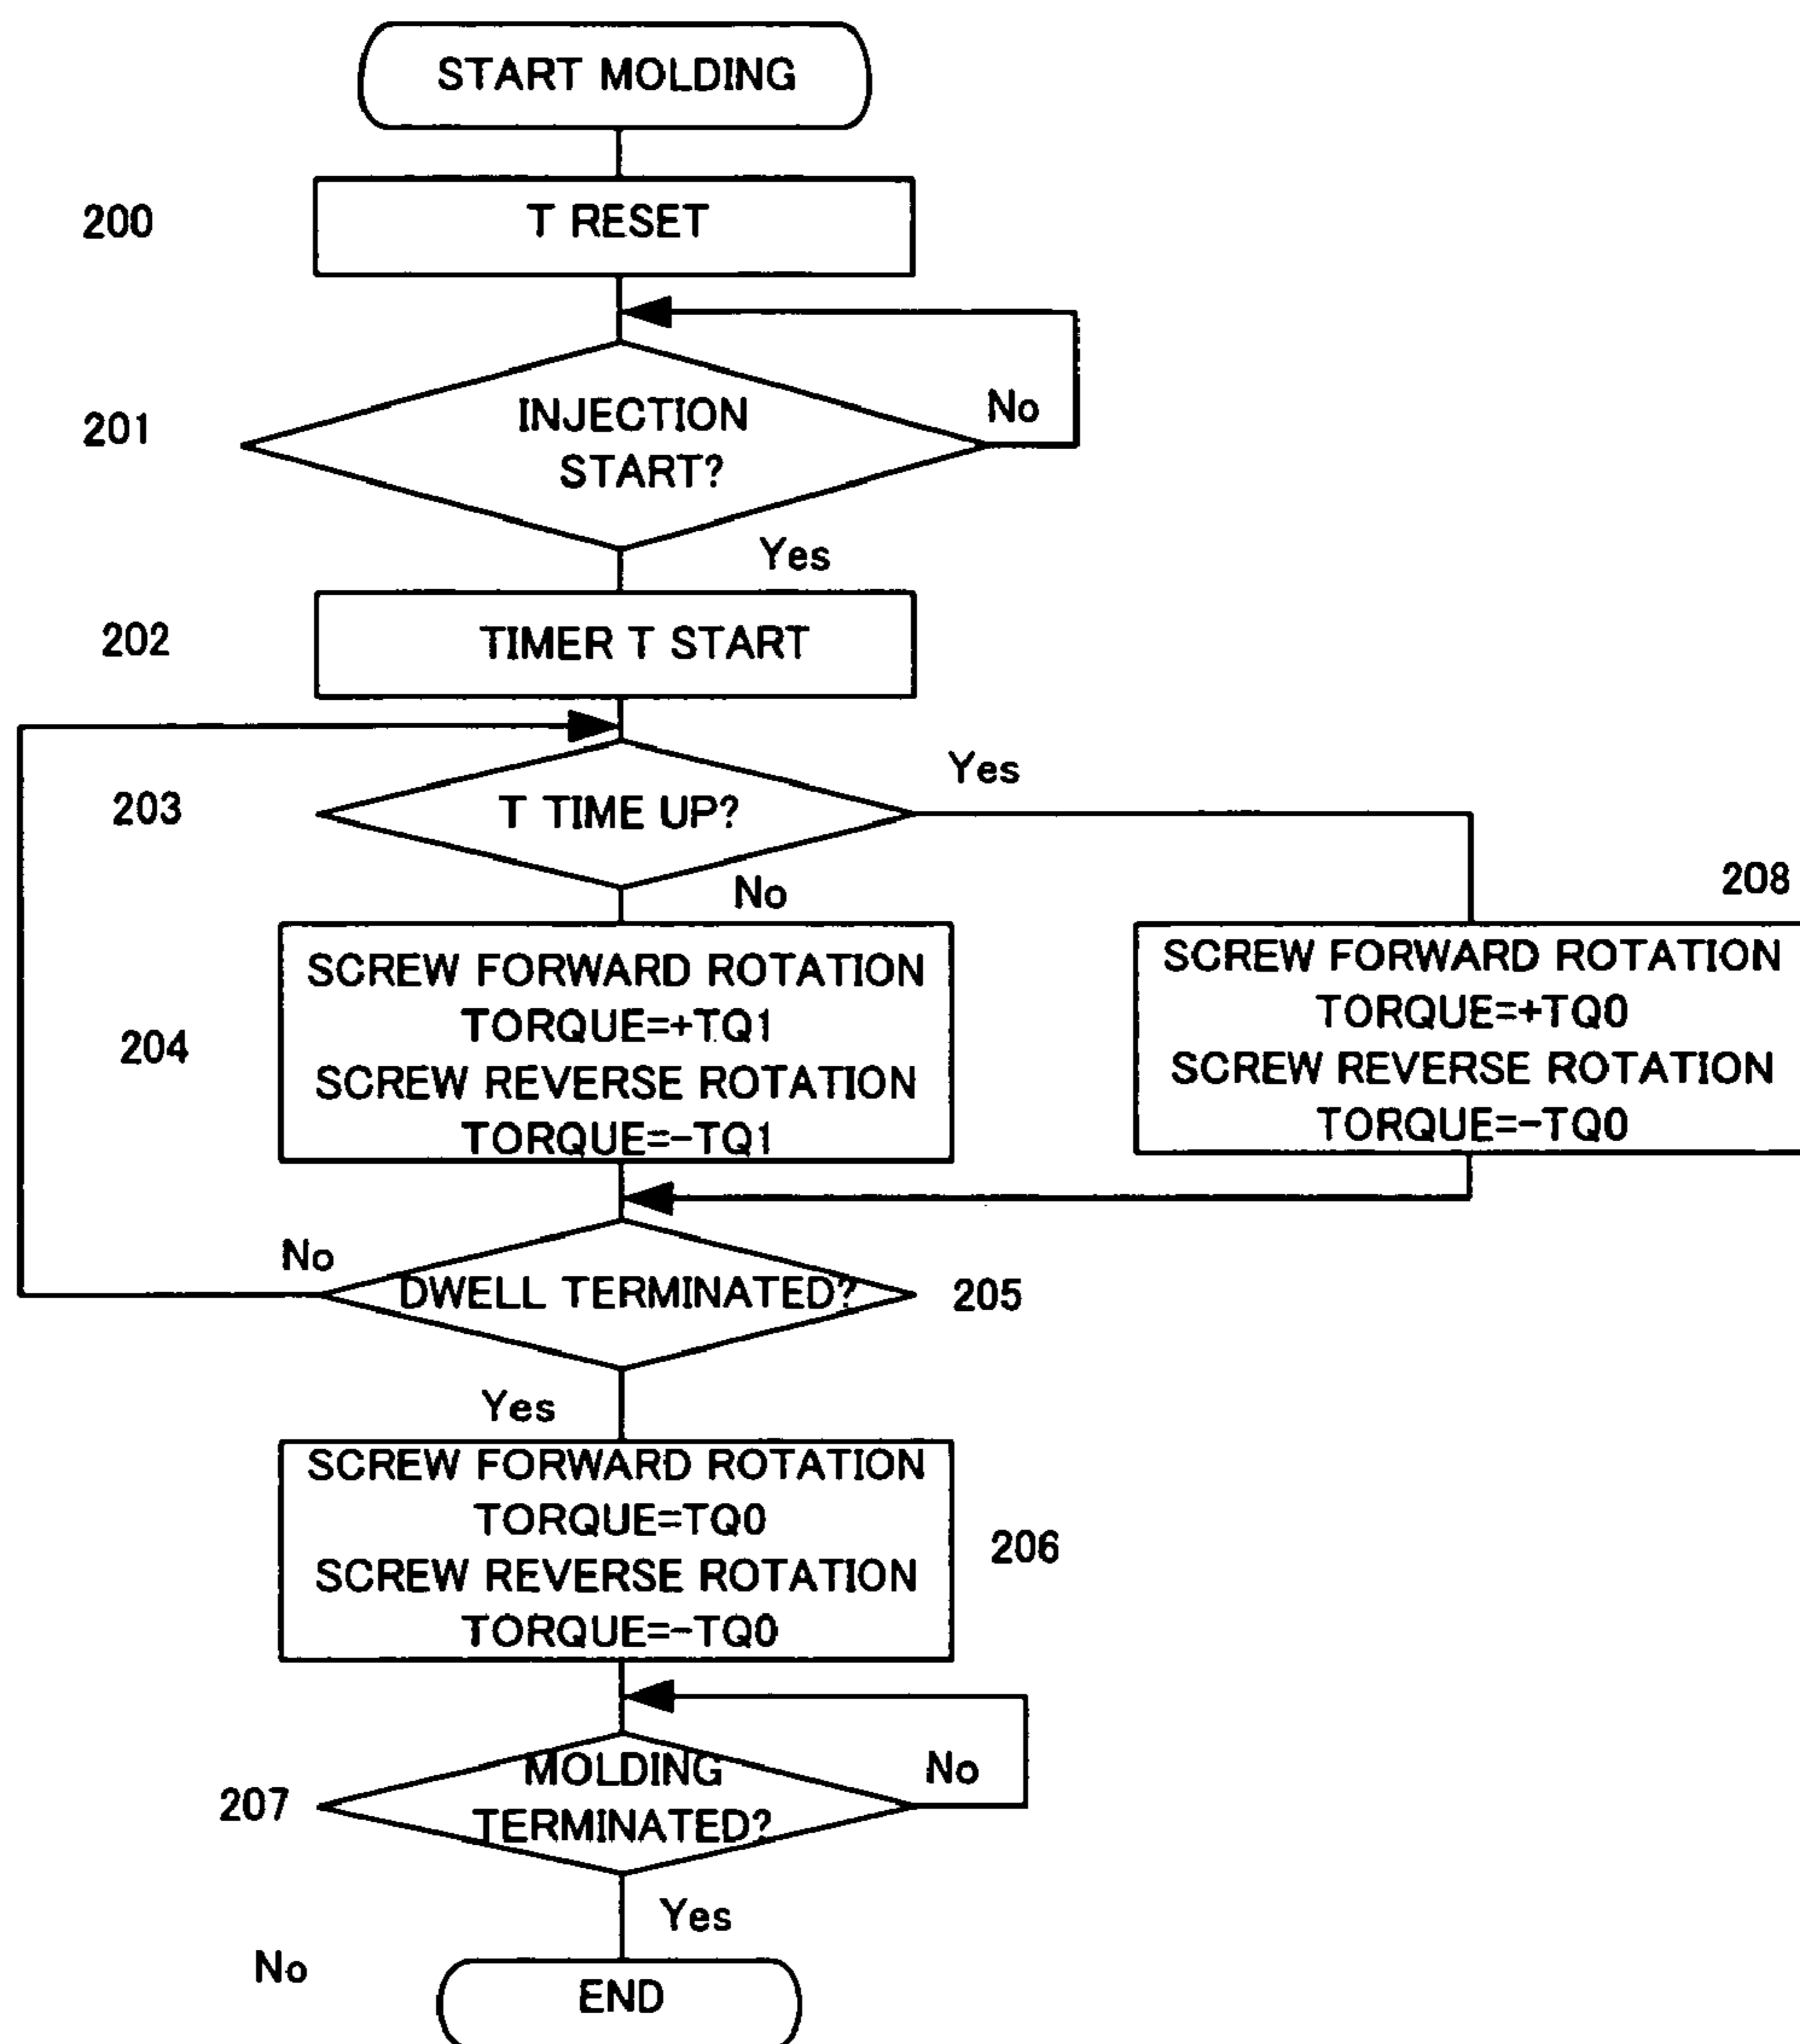 START MOLDING
200
T RESET
201
INJECTION
START?
No
Yes
202
TIMER T START
203
T TIME UP?
Yes
No
208
204
SCREW FORWARD ROTATION
TORQUE=+TQ1
SCREW REVERSE ROTATION
TORQUE=-TQ1
SCREW FORWARD ROTATION
TORQUE=+TQ0
SCREW REVERSE ROTATION
TORQUE=-TQ0
No
DWELL TERMINATED?
205
Yes
SCREW FORWARD ROTATION
TORQUE=TQ0
SCREW REVERSE ROTATION
TORQUE=-TQ0
206
207
MOLDING
TERMINATED?
No
Yes
No
END